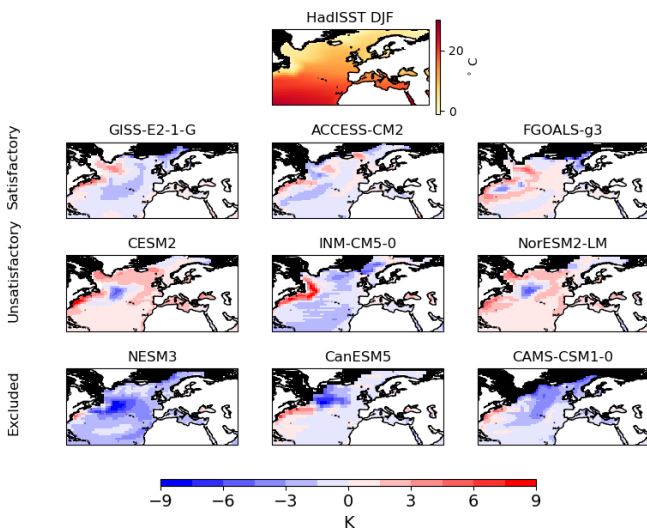 HadISST DJF
20
0
° C
Satisfactory
GISS-E2-1-G
ACCESS-CM2
FGOALS-g3
Unsatisfactory
CESM2
INM-CM5-0
NorESM2-LM
Excluded
NESM3
CanESM5
CAMS-CSM1-0
−9 −6 −3 0 3 6 9
K